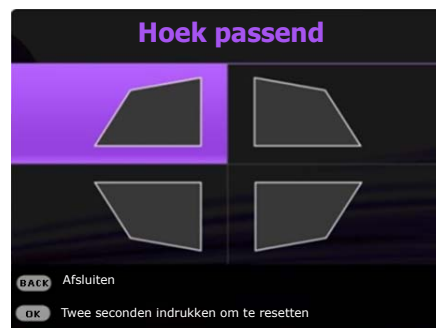 Hoek passend
BACK Afsluiten
OK Twee seconden indrukken om te resetten